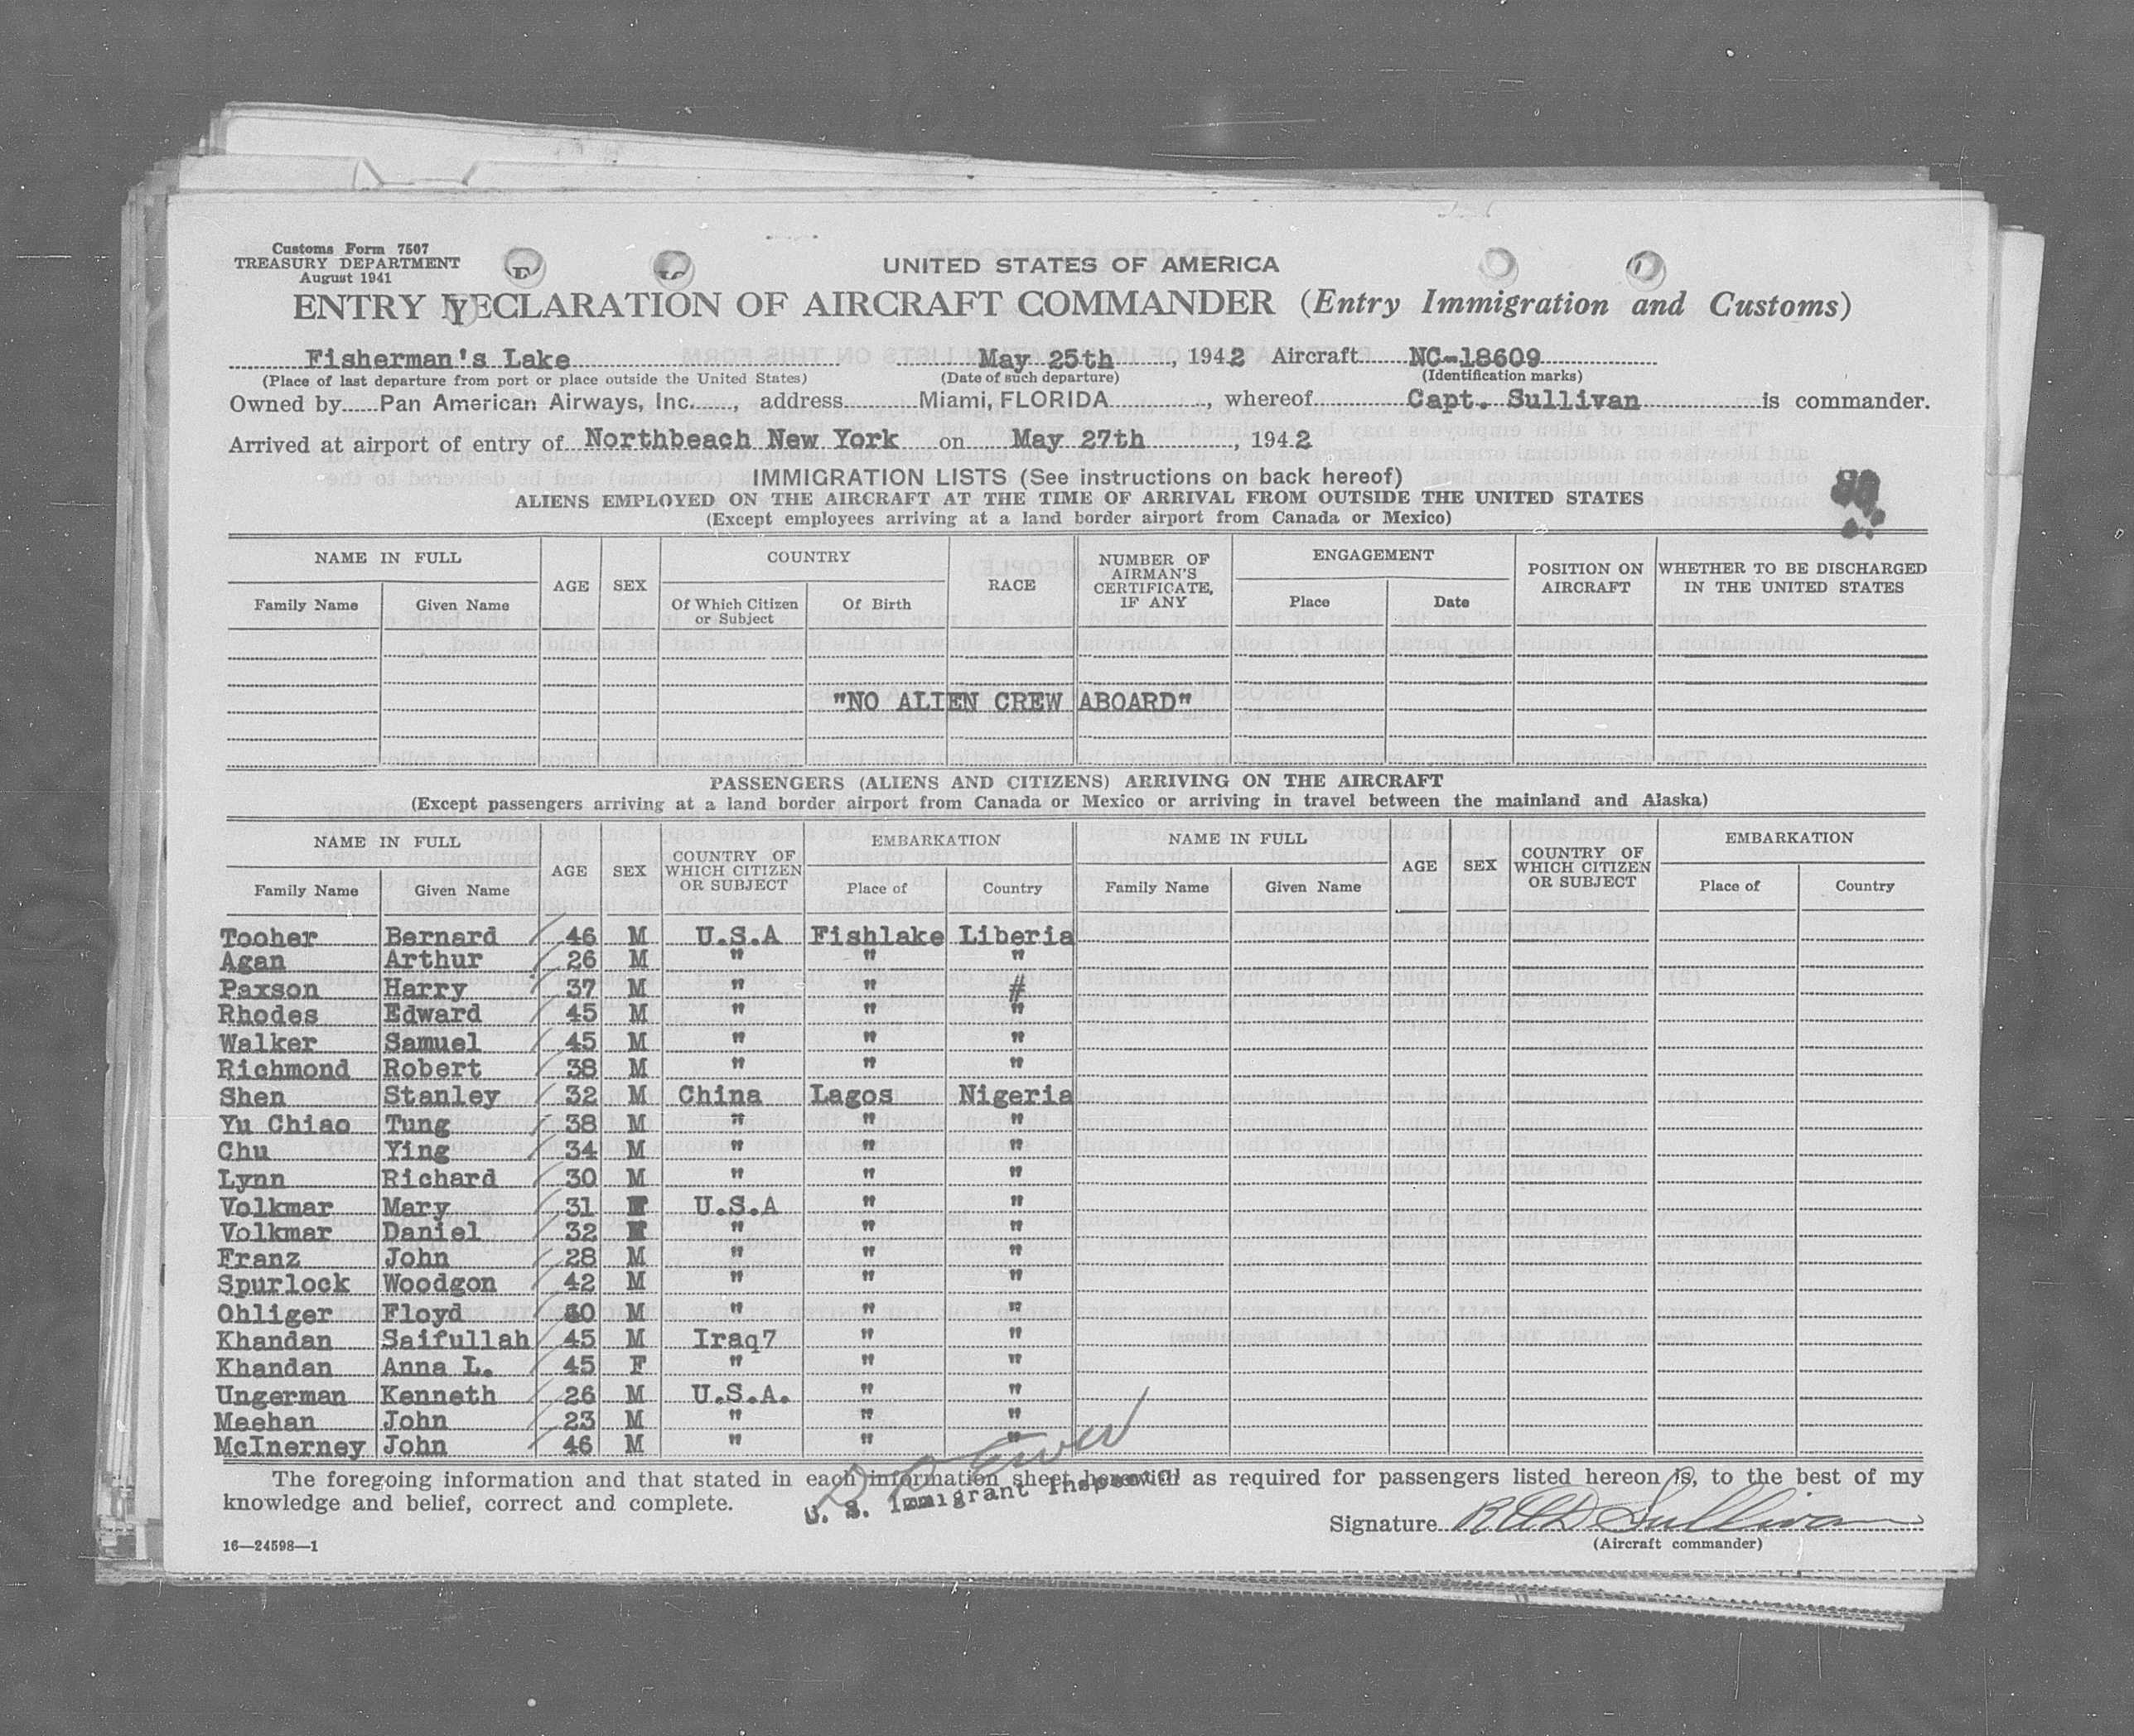 Customs Form 7507
TREASURY DEPARTMENT
August 1941
UNITED STATES OF AMERICA
ENTRY DECLARATION OF AIRCRAFT COMMANDER (Entry Immigration and Customs)
Fisherman's Lake May 25th, 1942 Aircraft NC-18609
(Place of last departure from port or place outside the United States) (Date of such departure) (Identification marks)
Owned by Pan American Airways, Inc., address Miami, FLORIDA, whereof Capt. Sullivan is commander.
Arrived at airport of entry of Northbeach New York on May 27th, 1942
IMMIGRATION LISTS (See instructions on back hereof)
ALIENS EMPLOYED ON THE AIRCRAFT AT THE TIME OF ARRIVAL FROM OUTSIDE THE UNITED STATES
(Except employees arriving at a land border airport from Canada or Mexico)
NAME IN FULL AGE SEX COUNTRY RACE NUMBER OF AIRMAN'S CERTIFICATE, IF ANY ENGAGEMENT POSITION ON AIRCRAFT WHETHER TO BE DISCHARGED IN THE UNITED STATES
Family Name Given Name Of Which Citizen or Subject Of Birth Place Date
"NO ALIEN CREW ABOARD"
PASSENGERS (ALIENS AND CITIZENS) ARRIVING ON THE AIRCRAFT
(Except passengers arriving at a land border airport from Canada or Mexico or arriving in travel between the mainland and Alaska)
NAME IN FULL AGE SEX COUNTRY OF WHICH CITIZEN OR SUBJECT EMBARKATION NAME IN FULL AGE SEX COUNTRY OF WHICH CITIZEN OR SUBJECT EMBARKATION
Family Name Given Name Place of Country Family Name Given Name Place of Country
Tooher Bernard 46 M U.S.A Fishlake Liberia
Agan Arthur 26 M " " "
Paxson Harry 37 M " " #
Rhodes Edward 45 M " " "
Walker Samuel 45 M " " "
Richmond Robert 38 M " " "
Shen Stanley 32 M China Lagos Nigeria
Yu Chiao Tung 38 M " " "
Chu Ying 34 M " " "
Lynn Richard 30 M " " "
Volkmar Mary 31 U.S.A " "
Volkmar Daniel 32 " " "
Franz John 28 M " " "
Spurlock Woodgon 42 M " " "
Ohliger Floyd 40 M " " "
Khandan Saifullah 45 M Iraq7 " "
Khandan Anna L. 45 F " " "
Ungerman Kenneth 26 M U.S.A. " "
Meehan John 23 M " " "
McInerney John 46 M " " "
The foregoing information and that stated in each information sheet herewith as required for passengers listed hereon is, to the best of my
knowledge and belief, correct and complete.
U. S. Immigrant Inspector
Signature Sullivan
(Aircraft commander)
16—24598—1